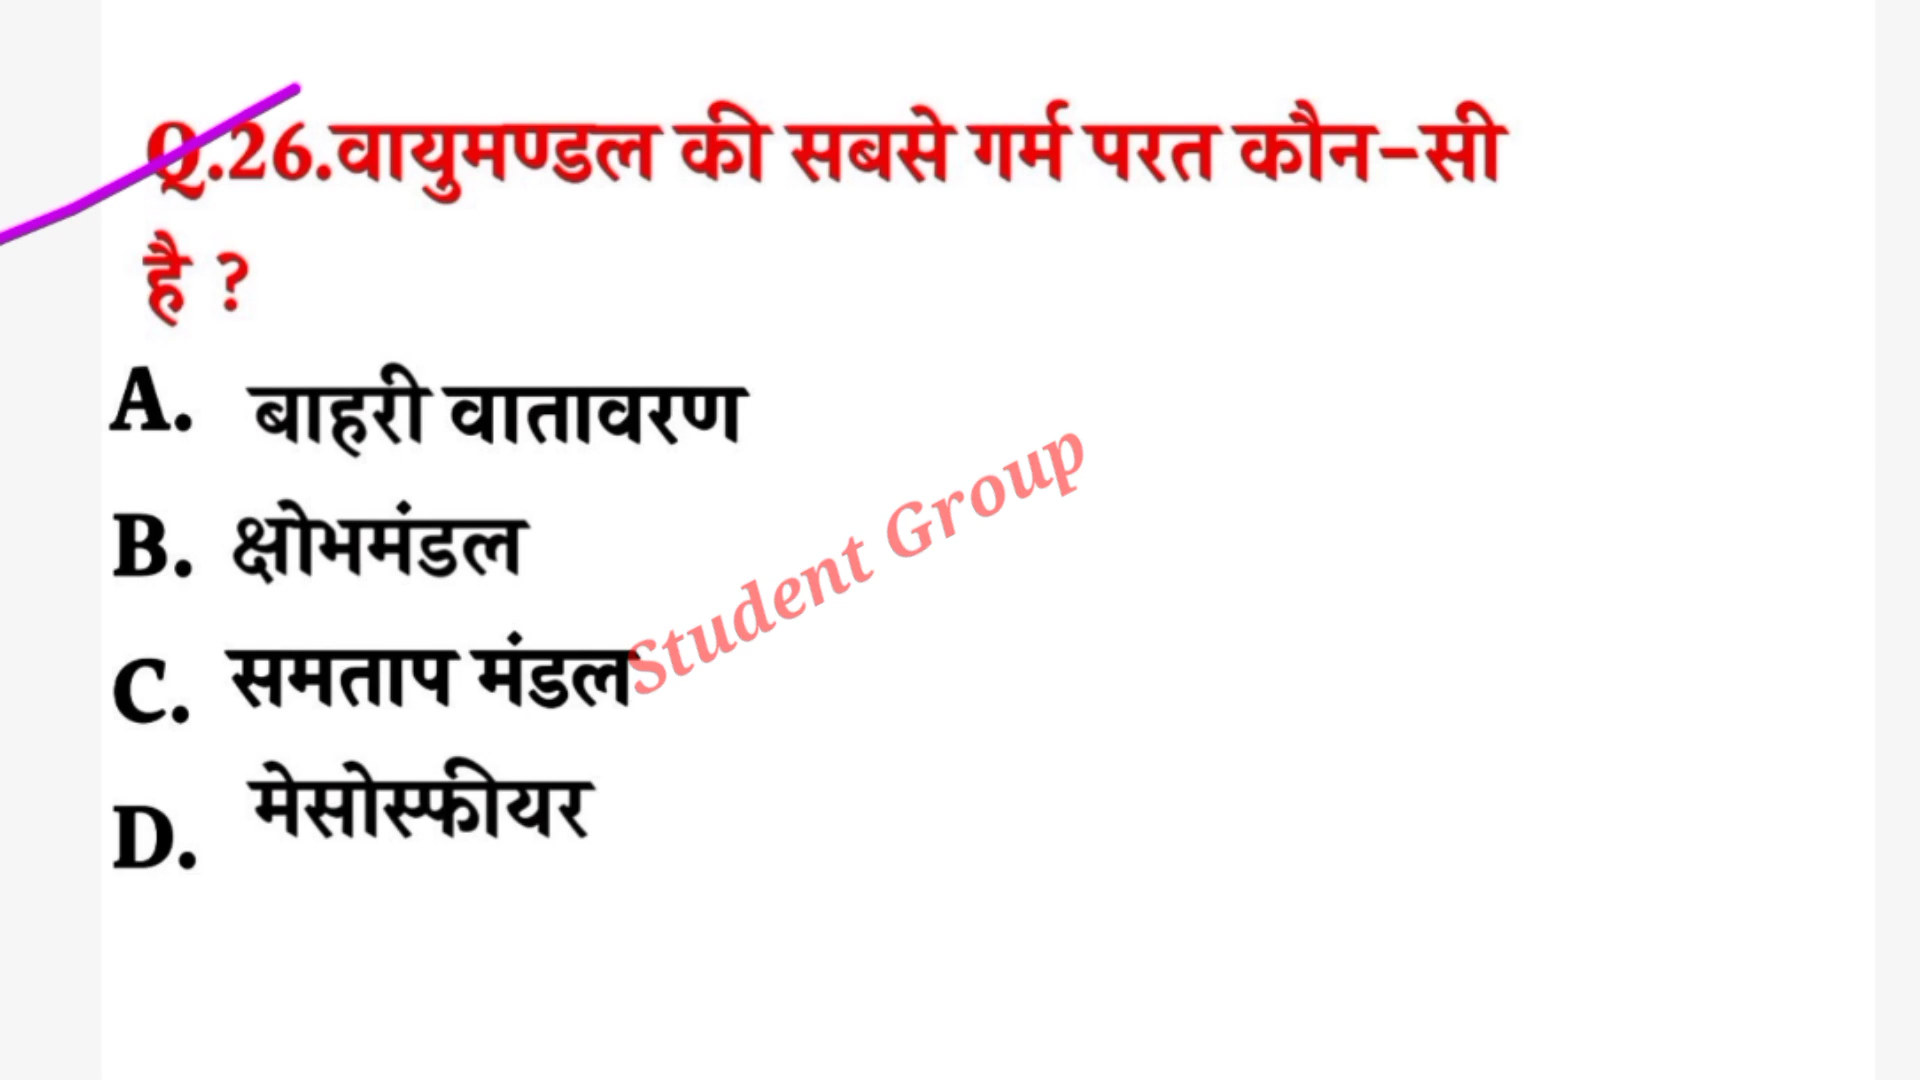 Q.26.वायुमण्डल की सबसे गर्म परत कौन-सी
है ?
A. बाहरी वातावरण
B. क्षोभमंडल
C. समताप मंडल
D. मेसोस्फीयर
Student Group